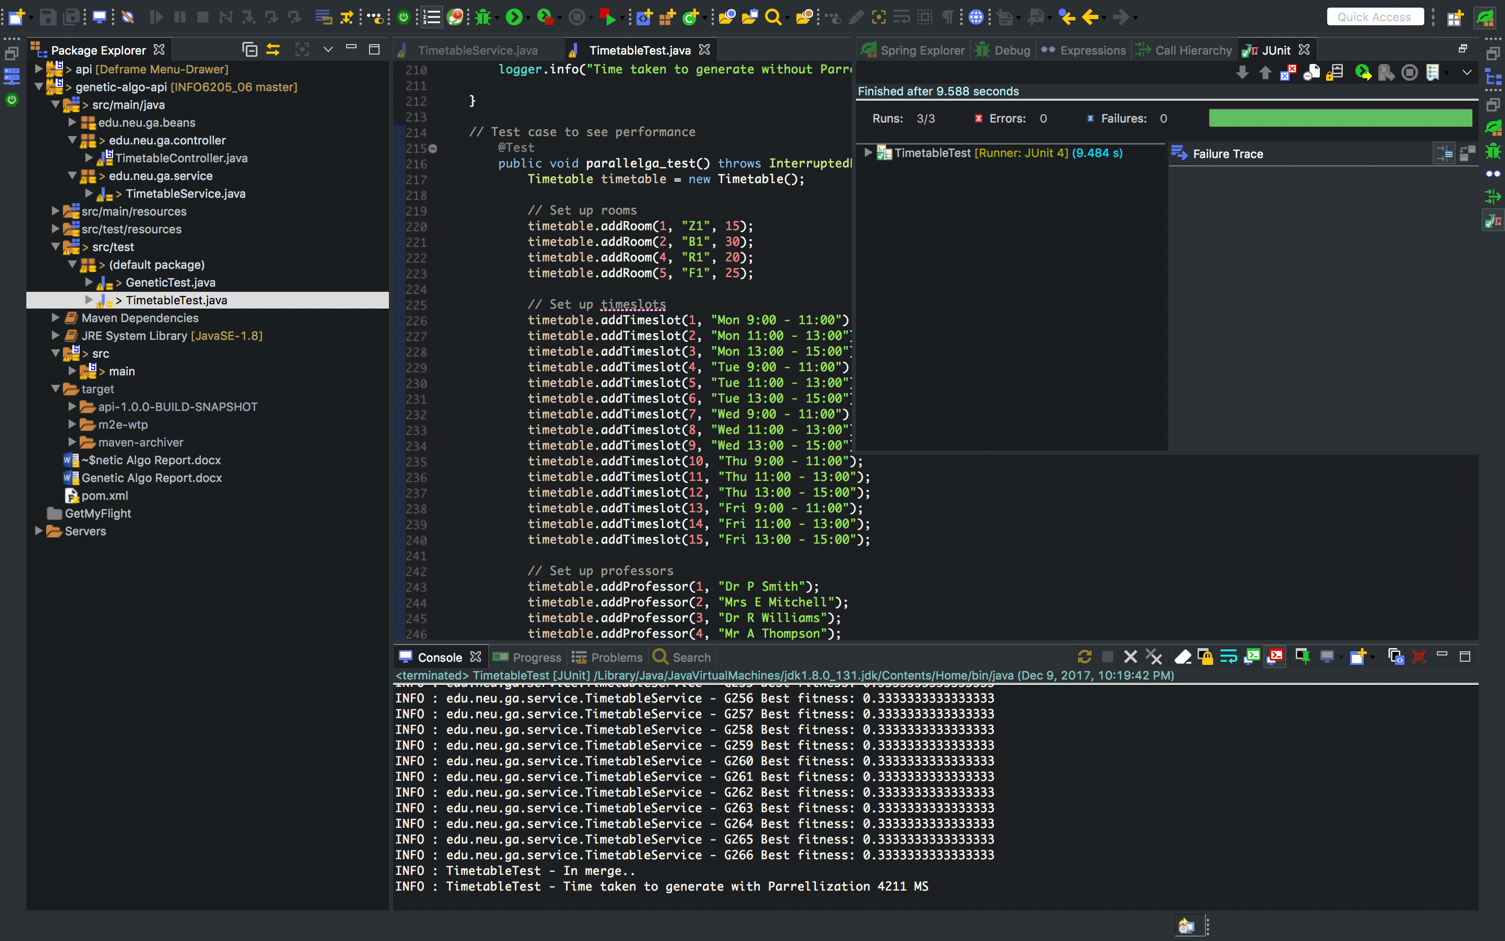 Quick Access
Package Explorer
> api [Deframe Menu-Drawer]
> genetic-algo-api [INFO6205_06 master]
> src/main/java
edu.neu.ga.beans
> edu.neu.ga.controller
TimetableController.java
> edu.neu.ga.service
> TimetableService.java
src/main/resources
src/test/resources
> src/test
> (default package)
> GeneticTest.java
> TimetableTest.java
Maven Dependencies
JRE System Library [JavaSE-1.8]
> src
> main
target
api-1.0.0-BUILD-SNAPSHOT
m2e-wtp
maven-archiver
~$netic Algo Report.docx
Genetic Algo Report.docx
pom.xml
GetMyFlight
Servers
TimetableService.java
TimetableTest.java
210 logger.info("Time taken to generate without Parre
211
212 }
213
214 // Test case to see performance
215 @Test
216 public void parallelga_test() throws Interrupted
217 Timetable timetable = new Timetable();
218
219 // Set up rooms
220 timetable.addRoom(1, "Z1", 15);
221 timetable.addRoom(2, "B1", 30);
222 timetable.addRoom(4, "R1", 20);
223 timetable.addRoom(5, "F1", 25);
224
225 // Set up timeslots
226 timetable.addTimeslot(1, "Mon 9:00 - 11:00")
227 timetable.addTimeslot(2, "Mon 11:00 - 13:00"
228 timetable.addTimeslot(3, "Mon 13:00 - 15:00"
229 timetable.addTimeslot(4, "Tue 9:00 - 11:00")
230 timetable.addTimeslot(5, "Tue 11:00 - 13:00"
231 timetable.addTimeslot(6, "Tue 13:00 - 15:00"
232 timetable.addTimeslot(7, "Wed 9:00 - 11:00")
233 timetable.addTimeslot(8, "Wed 11:00 - 13:00"
234 timetable.addTimeslot(9, "Wed 13:00 - 15:00"
235 timetable.addTimeslot(10, "Thu 9:00 - 11:00");
236 timetable.addTimeslot(11, "Thu 11:00 - 13:00");
237 timetable.addTimeslot(12, "Thu 13:00 - 15:00");
238 timetable.addTimeslot(13, "Fri 9:00 - 11:00");
239 timetable.addTimeslot(14, "Fri 11:00 - 13:00");
240 timetable.addTimeslot(15, "Fri 13:00 - 15:00");
241
242 // Set up professors
243 timetable.addProfessor(1, "Dr P Smith");
244 timetable.addProfessor(2, "Mrs E Mitchell");
245 timetable.addProfessor(3, "Dr R Williams");
246 timetable.addProfessor(4, "Mr A Thompson");
Spring Explorer
Debug
Expressions
Call Hierarchy
JUnit
Finished after 9.588 seconds
Runs: 3/3 Errors: 0 Failures: 0
TimetableTest [Runner: JUnit 4] (9.484 s)
Failure Trace
Console
Progress
Problems
Search
<terminated> TimetableTest [JUnit] /Library/Java/JavaVirtualMachines/jdk1.8.0_131.jdk/Contents/Home/bin/java (Dec 9, 2017, 10:19:42 PM)
INFO : edu.neu.ga.service.TimetableService - G256 Best fitness: 0.3333333333333333
INFO : edu.neu.ga.service.TimetableService - G257 Best fitness: 0.3333333333333333
INFO : edu.neu.ga.service.TimetableService - G258 Best fitness: 0.3333333333333333
INFO : edu.neu.ga.service.TimetableService - G259 Best fitness: 0.3333333333333333
INFO : edu.neu.ga.service.TimetableService - G260 Best fitness: 0.3333333333333333
INFO : edu.neu.ga.service.TimetableService - G261 Best fitness: 0.3333333333333333
INFO : edu.neu.ga.service.TimetableService - G262 Best fitness: 0.3333333333333333
INFO : edu.neu.ga.service.TimetableService - G263 Best fitness: 0.3333333333333333
INFO : edu.neu.ga.service.TimetableService - G264 Best fitness: 0.3333333333333333
INFO : edu.neu.ga.service.TimetableService - G265 Best fitness: 0.3333333333333333
INFO : edu.neu.ga.service.TimetableService - G266 Best fitness: 0.3333333333333333
INFO : TimetableTest - In merge..
INFO : TimetableTest - Time taken to generate with Parrellization 4211 MS